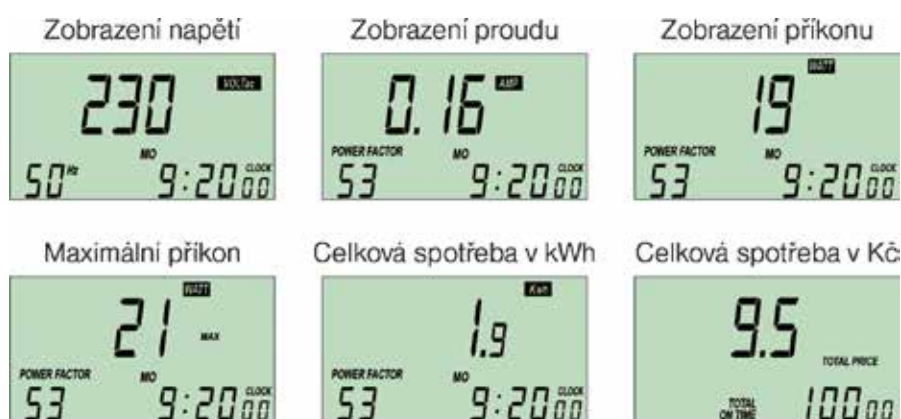 Zobrazení napětí
230 VOLTac
MO
50 Hz 9:20 00 CLOCK
Zobrazení proudu
0.16 AMP
POWER FACTOR MO
53 9:20 00 CLOCK
Zobrazení příkonu
19 WATT
POWER FACTOR MO
53 9:20 00 CLOCK
Maximální příkon
21 WATT
MAX
POWER FACTOR MO
53 9:20 00 CLOCK
Celková spotřeba v kWh
1.9 Kwh
POWER FACTOR MO
53 9:20 00 CLOCK
Celková spotřeba v Kč
9.5
TOTAL PRICE
TOTAL
ON TIME 100 00